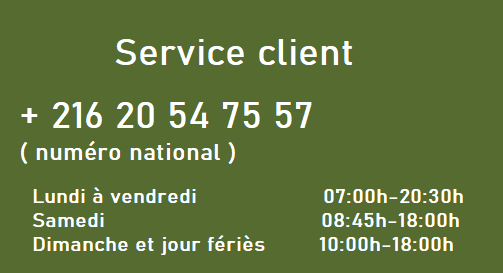 Service client
+ 216 20 54 75 57
( numéro national )
Lundi à vendredi 07:00h-20:30h
Samedi 08:45h-18:00h
Dimanche et jour fériès 10:00h-18:00h